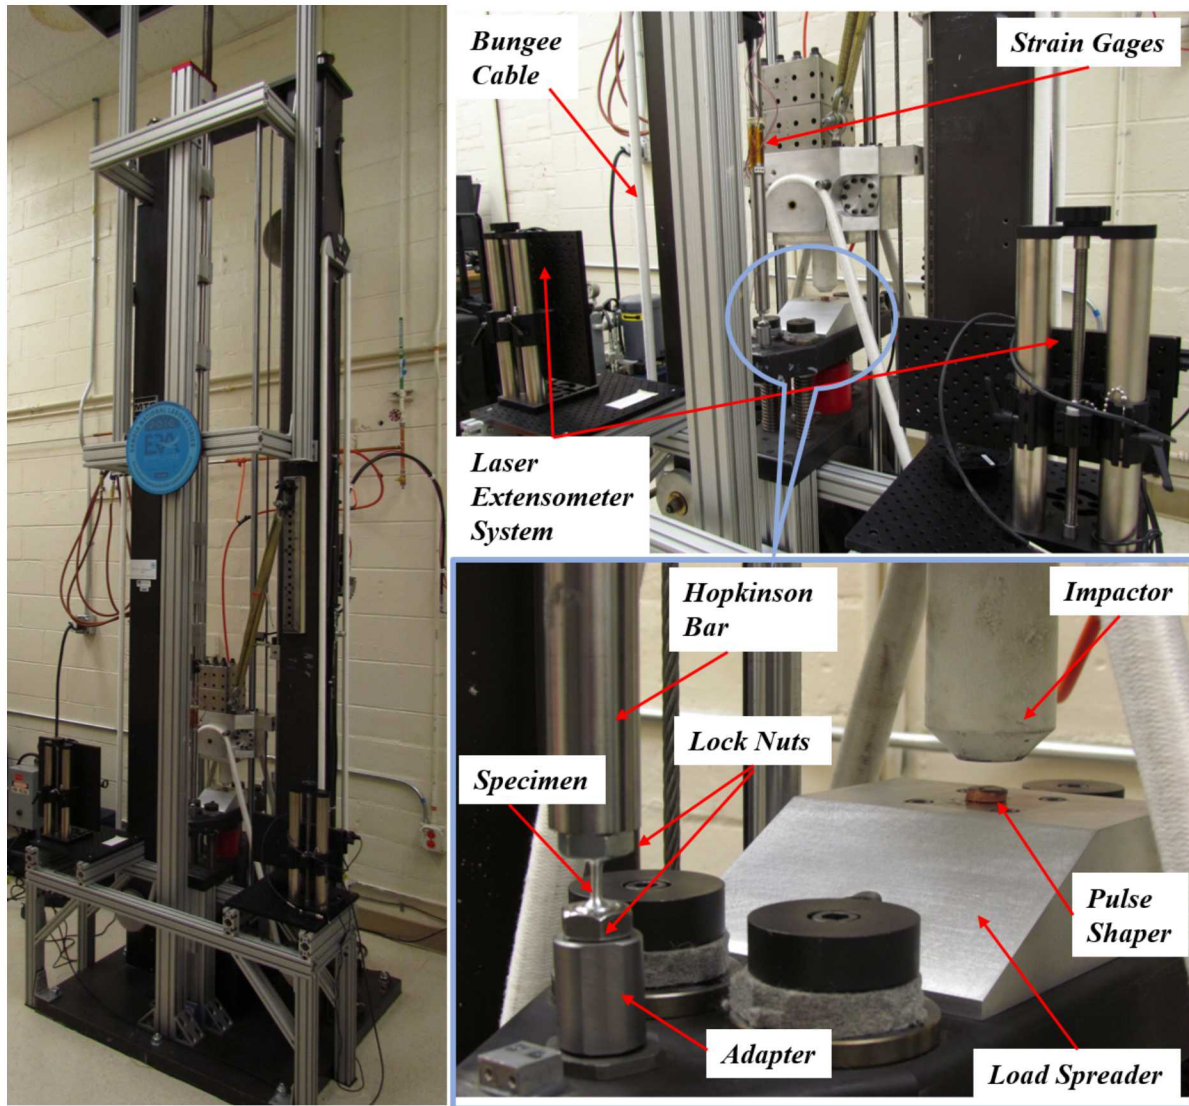 Bungee
Cable
Strain Gages
Laser
Extensometer
System
Hopkinson
Bar
Impactor
Lock Nuts
Specimen
Pulse
Shaper
Adapter
Load Spreader